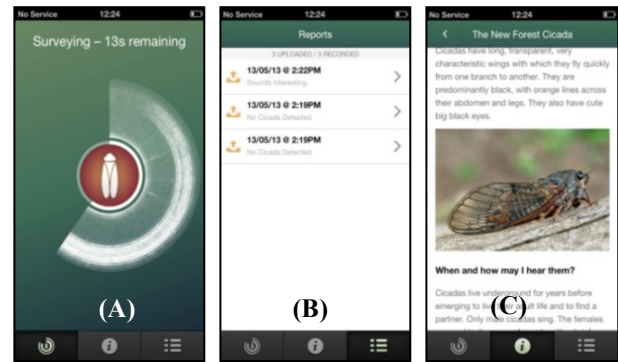 No Service 12:24
Surveying – 13s remaining
(A)
No Service 12:24
Reports
3 UPLOADED / 3 RECORDED
13/05/13 @ 2:22PM
Sounds Interesting
13/05/13 @ 2:19PM
No Cicada Detected
13/05/13 @ 2:19PM
No Cicada Detected
(B)
No Service 12:24
The New Forest Cicada
Cicadas have long, transparent, very
characteristic wings with which they fly quickly
from one branch to another. They are
predominantly black, with orange lines across
their abdomen and legs. They also have cute
big black eyes.
When and how may I hear them?
Cicadas live underground for years before
emerging to live their adult life and to find a
partner. Only male cicadas sing. The females
(C)